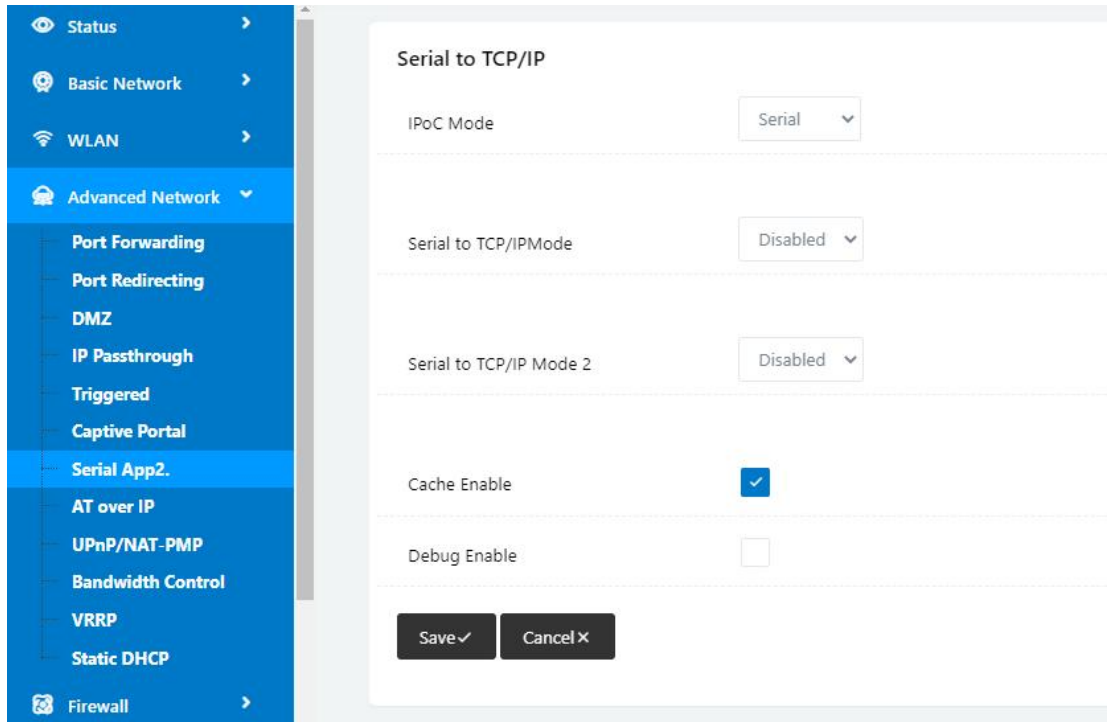 Status
Basic Network
WLAN
Advanced Network
Port Forwarding
Port Redirecting
DMZ
IP Passthrough
Triggered
Captive Portal
Serial App2.
AT over IP
UPnP/NAT-PMP
Bandwidth Control
VRRP
Static DHCP
Firewall
Serial to TCP/IP
IPoC Mode
Serial
Serial to TCP/IPMode
Disabled
Serial to TCP/IP Mode 2
Disabled
Cache Enable
Debug Enable
Save
Cancel